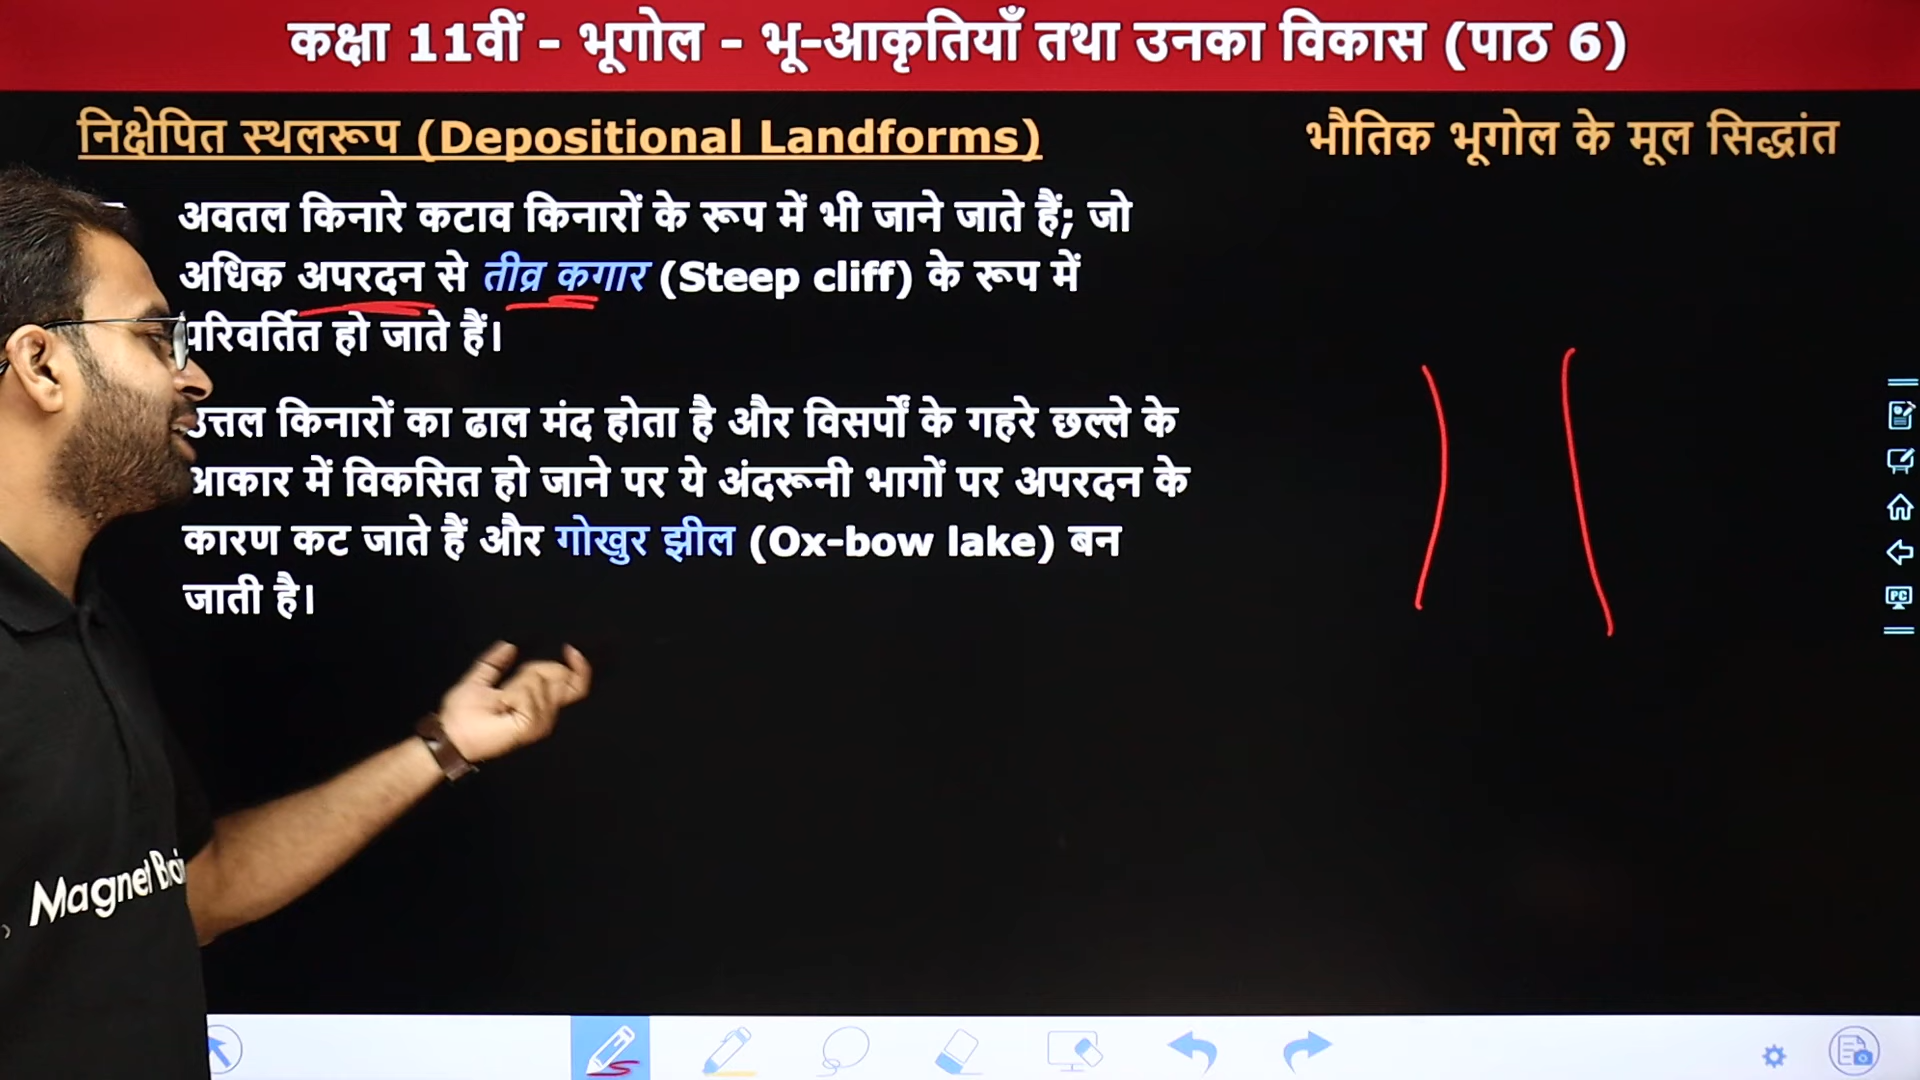 कक्षा 11वीं - भूगोल - भू-आकृतियाँ तथा उनका विकास (पाठ 6)
निक्षेपित स्थलरूप (Depositional Landforms)
भौतिक भूगोल के मूल सिद्धांत
अवतल किनारे कटाव किनारों के रूप में भी जाने जाते हैं; जो
अधिक अपरदन से तीव्र कगार (Steep cliff) के रूप में
परिवर्तित हो जाते हैं।
उत्तल किनारों का ढाल मंद होता है और विसर्पों के गहरे छल्ले के
आकार में विकसित हो जाने पर ये अंदरूनी भागों पर अपरदन के
कारण कट जाते हैं और गोखुर झील (Ox-bow lake) बन
जाती है।
PC
Magnet Brai